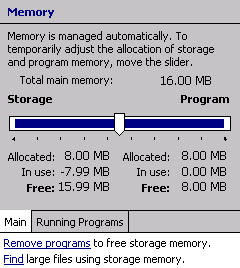 Memory
Memory is managed automatically. To
temporarily adjust the allocation of storage
and program memory, move the slider.
Total main memory: 16.00 MB
Storage Program
Allocated: 8.00 MB Allocated: 8.00 MB
In use: -7.99 MB In use: 0.00 MB
Free: 15.99 MB Free: 8.00 MB
Main Running Programs
Remove programs to free storage memory.
Find large files using storage memory.